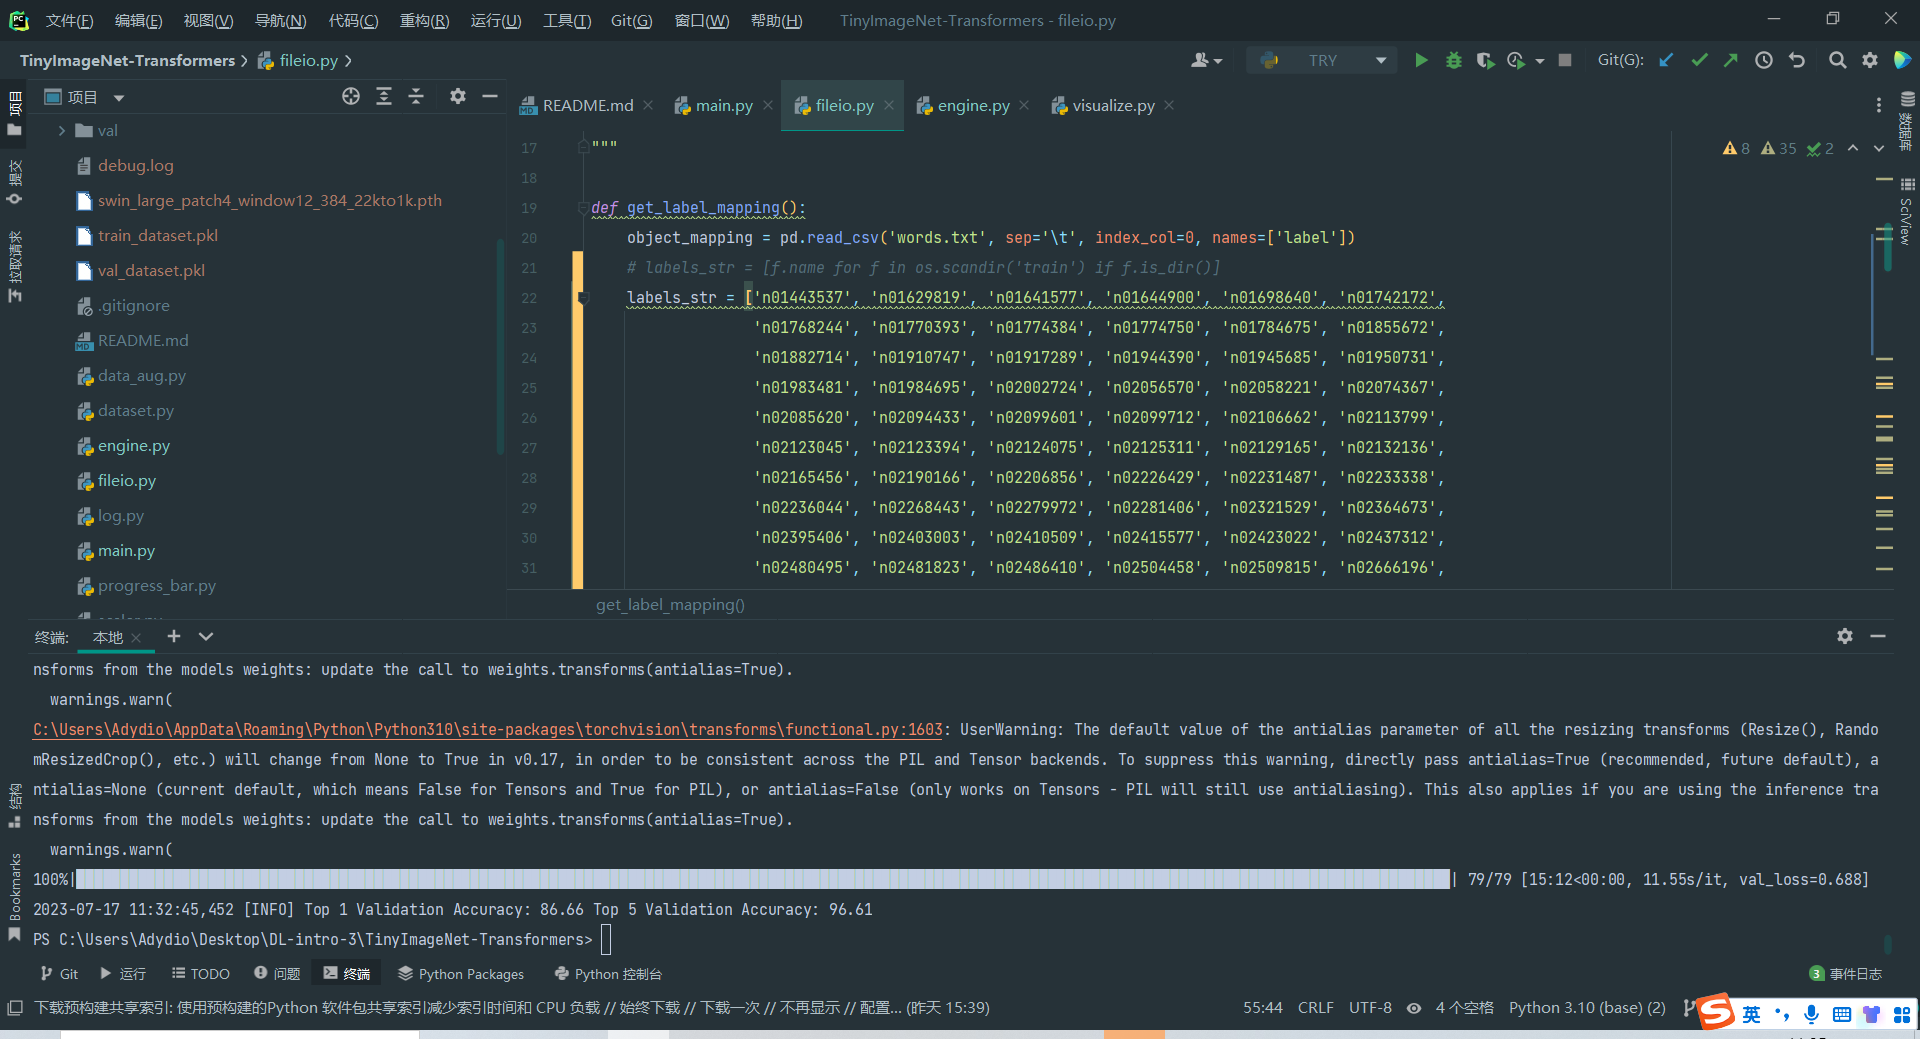 文件(F) 编辑(E) 视图(V) 导航(N) 代码(C) 重构(R) 运行(U) 工具(T) Git(G) 窗口(W) 帮助(H) TinyImageNet-Transformers - fileio.py
TinyImageNet-Transformers fileio.py
TRY
Git(G):
项目
README.md
main.py
fileio.py
engine.py
visualize.py
项目
提交
拉取请求
结构
Bookmarks
数据库
SciView
val
debug.log
swin_large_patch4_window12_384_22kto1k.pth
train_dataset.pkl
val_dataset.pkl
.gitignore
README.md
data_aug.py
dataset.py
engine.py
fileio.py
log.py
main.py
progress_bar.py
8 35 2
17 """
18
19 def get_label_mapping():
20 object_mapping = pd.read_csv('words.txt', sep='\t', index_col=0, names=['label'])
21 # labels_str = [f.name for f in os.scandir('train') if f.is_dir()]
22 labels_str = ['n01443537', 'n01629819', 'n01641577', 'n01644900', 'n01698640', 'n01742172',
23 'n01768244', 'n01770393', 'n01774384', 'n01774750', 'n01784675', 'n01855672',
24 'n01882714', 'n01910747', 'n01917289', 'n01944390', 'n01945685', 'n01950731',
25 'n01983481', 'n01984695', 'n02002724', 'n02056570', 'n02058221', 'n02074367',
26 'n02085620', 'n02094433', 'n02099601', 'n02099712', 'n02106662', 'n02113799',
27 'n02123045', 'n02123394', 'n02124075', 'n02125311', 'n02129165', 'n02132136',
28 'n02165456', 'n02190166', 'n02206856', 'n02226429', 'n02231487', 'n02233338',
29 'n02236044', 'n02268443', 'n02279972', 'n02281406', 'n02321529', 'n02364673',
30 'n02395406', 'n02403003', 'n02410509', 'n02415577', 'n02423022', 'n02437312',
31 'n02480495', 'n02481823', 'n02486410', 'n02504458', 'n02509815', 'n02666196',
get_label_mapping()
终端: 本地
nsforms from the models weights: update the call to weights.transforms(antialias=True).
warnings.warn(
C:\Users\Adydio\AppData\Roaming\Python\Python310\site-packages\torchvision\transforms\functional.py:1603: UserWarning: The default value of the antialias parameter of all the resizing transforms (Resize(), Rando
mResizedCrop(), etc.) will change from None to True in v0.17, in order to be consistent across the PIL and Tensor backends. To suppress this warning, directly pass antialias=True (recommended, future default), a
ntialias=None (current default, which means False for Tensors and True for PIL), or antialias=False (only works on Tensors - PIL will still use antialiasing). This also applies if you are using the inference tra
nsforms from the models weights: update the call to weights.transforms(antialias=True).
warnings.warn(
100%| | 79/79 [15:12<00:00, 11.55s/it, val_loss=0.688]
2023-07-17 11:32:45,452 [INFO] Top 1 Validation Accuracy: 86.66 Top 5 Validation Accuracy: 96.61
PS C:\Users\Adydio\Desktop\DL-intro-3\TinyImageNet-Transformers>
Git 运行 TODO 问题 终端 Python Packages Python 控制台 3 事件日志
下载预构建共享索引: 使用预构建的Python 软件包共享索引减少索引时间和 CPU 负载 // 始终下载 // 下载一次 // 不再显示 // 配置... (昨天 15:39) 55:44 CRLF UTF-8 4 个空格 Python 3.10 (base) (2)
英